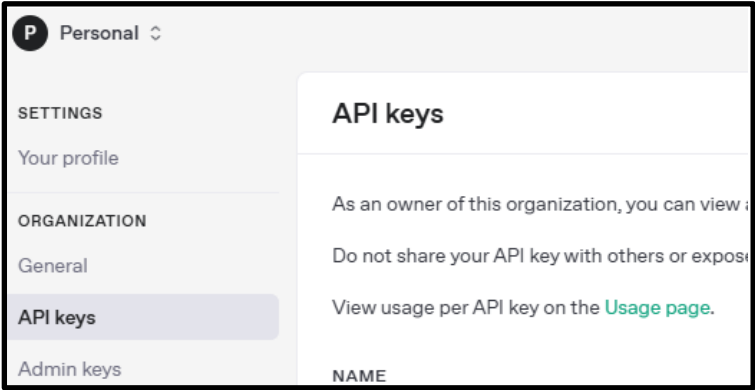 P Personal
SETTINGS
Your profile
ORGANIZATION
General
API keys
Admin keys
API keys
As an owner of this organization, you can view
Do not share your API key with others or expose
View usage per API key on the Usage page.
NAME